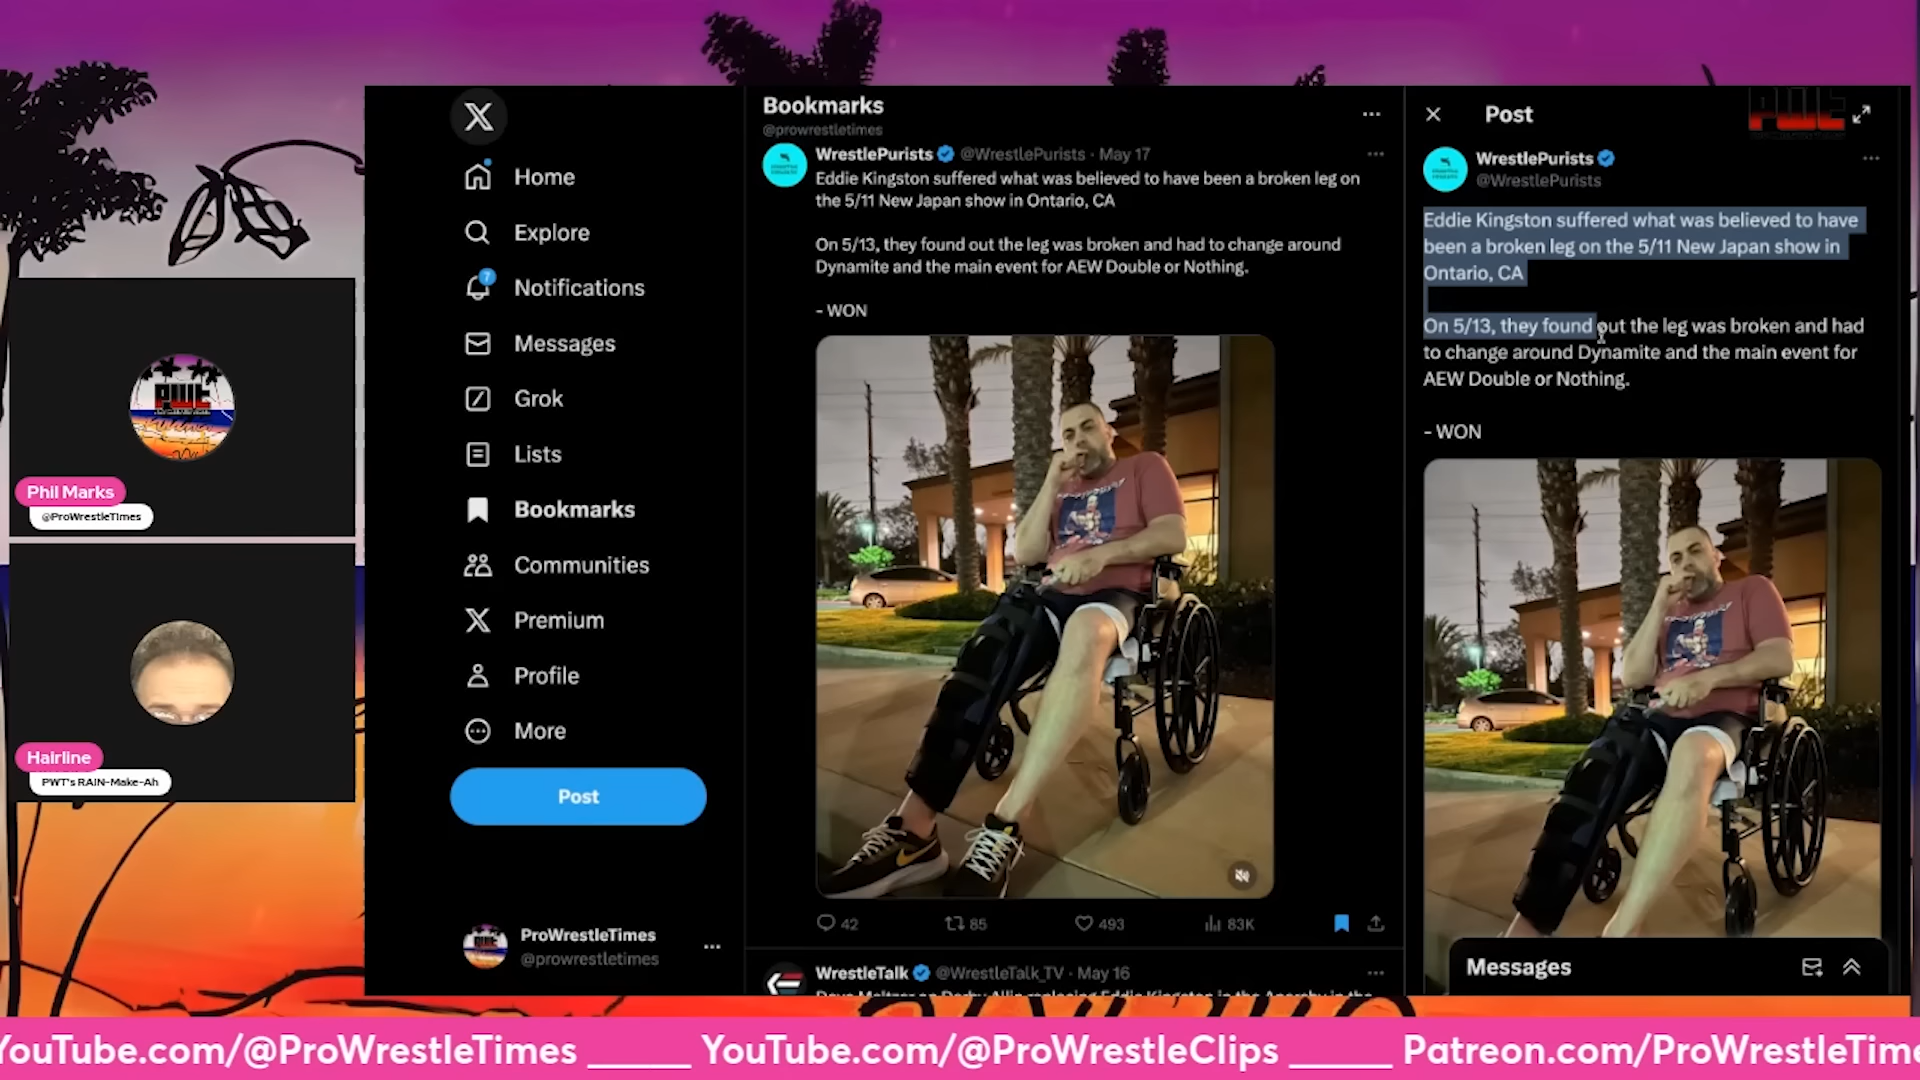 Bookmarks
@prowrestletimes
Home
Explore
7
Notifications
Messages
Grok
Lists
Bookmarks
Communities
Premium
Profile
More
Post
ProWrestleTimes
@prowrestletimes
WrestlePurists @WrestlePurists · May 17
Eddie Kingston suffered what was believed to have been a broken leg on
the 5/11 New Japan show in Ontario, CA
On 5/13, they found out the leg was broken and had to change around
Dynamite and the main event for AEW Double or Nothing.
- WON
42 85 493 83K
WrestleTalk @WrestleTalk_TV · May 16
Post
PWT
WrestlePurists
@WrestlePurists
Eddie Kingston suffered what was believed to have
been a broken leg on the 5/11 New Japan show in
Ontario, CA
On 5/13, they found out the leg was broken and had
to change around Dynamite and the main event for
AEW Double or Nothing.
- WON
Messages
PWT
Phil Marks
@ProWrestleTimes
Hairline
PWT's RAIN-Make-Ah
YouTube.com/@ProWrestleTimes _____ YouTube.com/@ProWrestleClips _____ Patreon.com/ProWrestleTime